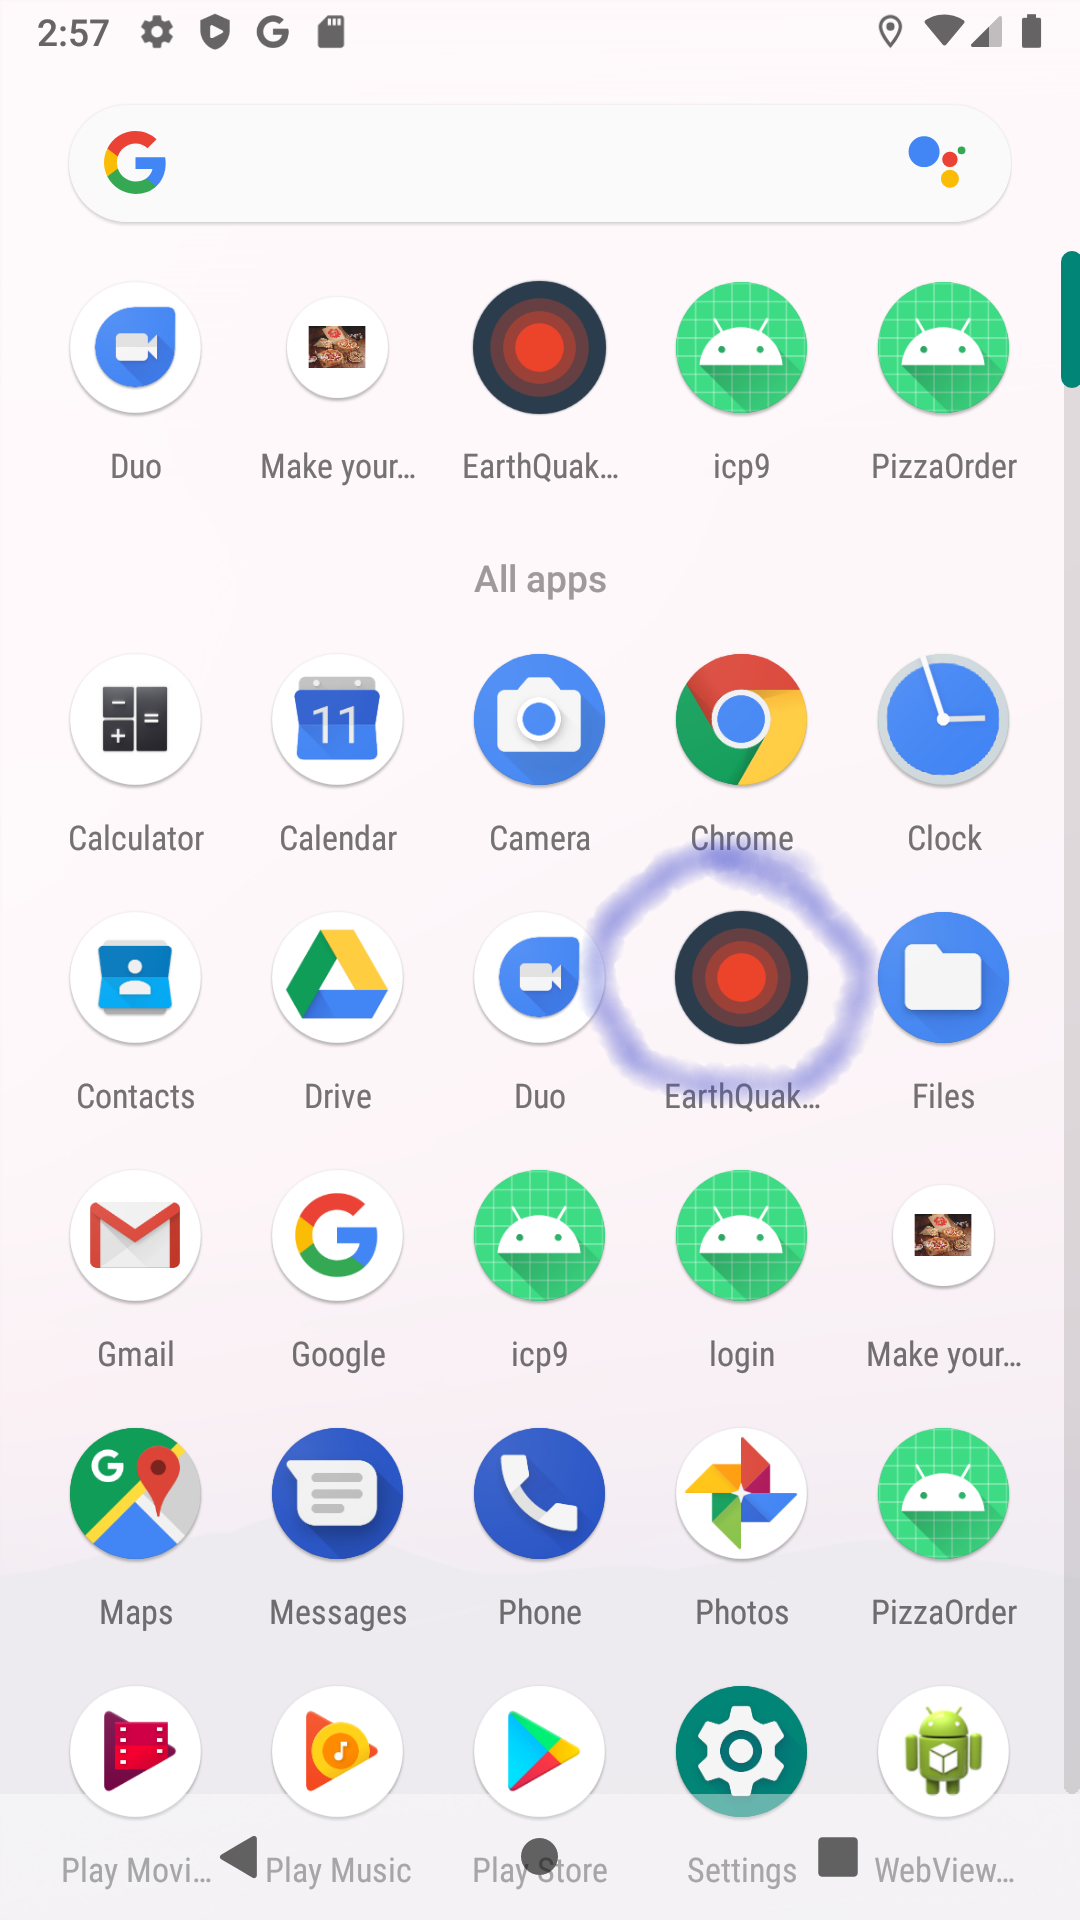 2:57
Duo Make your... EarthQuak... icp9 PizzaOrder
All apps
11
Calculator Calendar Camera Chrome Clock
Contacts Drive Duo EarthQuak... Files
Gmail Google icp9 login Make your...
Maps Messages Phone Photos PizzaOrder
Play Movi... Play Music Play Store Settings WebView...